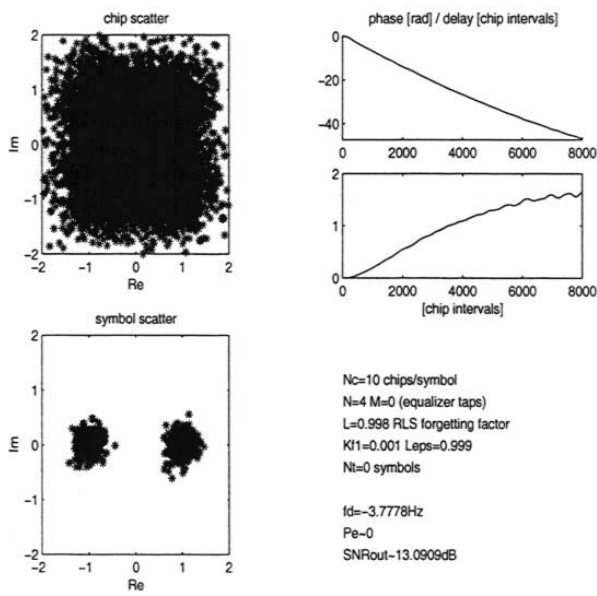 chip scatter
2
1
0
−1
−2
Im
−2 −1 0 1 2
Re
phase [rad] / delay [chip intervals]
0
−20
−40
0 2000 4000 6000 8000
2
1
0
0 2000 4000 6000 8000
[chip intervals]
symbol scatter
2
1
0
−1
−2
Im
−2 −1 0 1 2
Re
Nc=10 chips/symbol
N=4 M=0 (equalizer taps)
L=0.998 RLS forgetting factor
Kf1=0.001 Leps=0.999
Nt=0 symbols
fd=−3.7778Hz
Pe~0
SNRout~13.0909dB